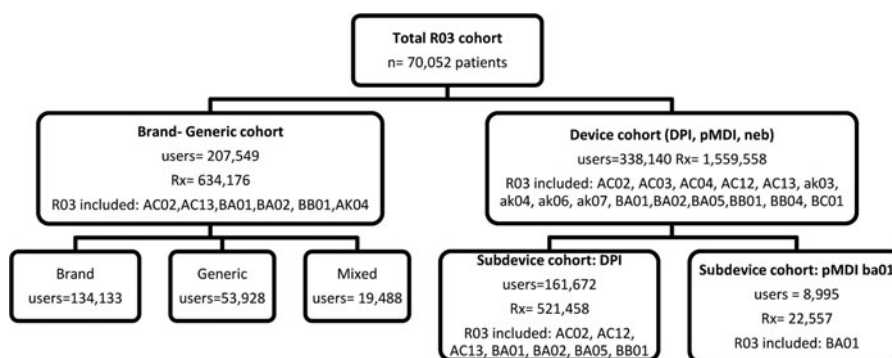 Total R03 cohort
n= 70,052 patients
Brand- Generic cohort
users= 207,549
Rx= 634,176
R03 included: AC02,AC13,BA01,BA02, BB01,AK04
Device cohort (DPI, pMDI, neb)
users=338,140 Rx= 1,559,558
R03 included: AC02, AC03, AC04, AC12, AC13, ak03,
ak04, ak06, ak07, BA01,BA02,BA05,BB01, BB04, BC01
Brand
users=134,133
Generic
users=53,928
Mixed
users= 19,488
Subdevice cohort: DPI
users=161,672
Rx= 521,458
R03 included: AC02, AC12,
AC13, BA01, BA02, BA05, BB01
Subdevice cohort: pMDI ba01
users = 8,995
Rx= 22,557
R03 included: BA01